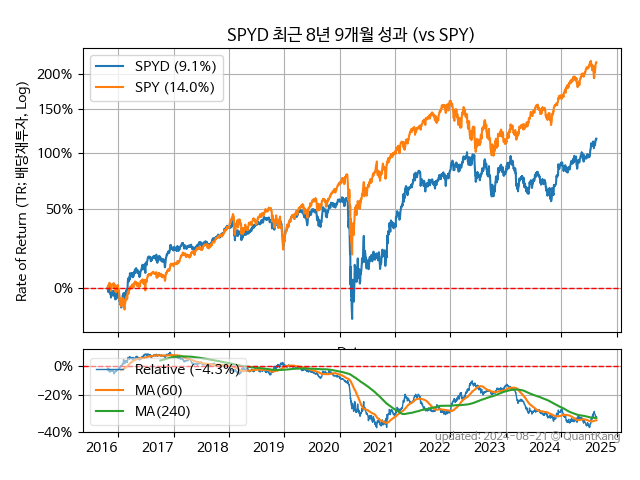 SPYD 최근 8년 9개월 성과 (vs SPY)
Rate of Return (TR: 배당재투자, Log)
200%
150%
100%
50%
0%
SPYD (9.1%)
SPY (14.0%)
0%
−20%
−40%
Relative (−4.3%)
MA(60)
MA(240)
updated: 2024-08-21 © QuantKang
2016 2017 2018 2019 2020 2021 2022 2023 2024 2025